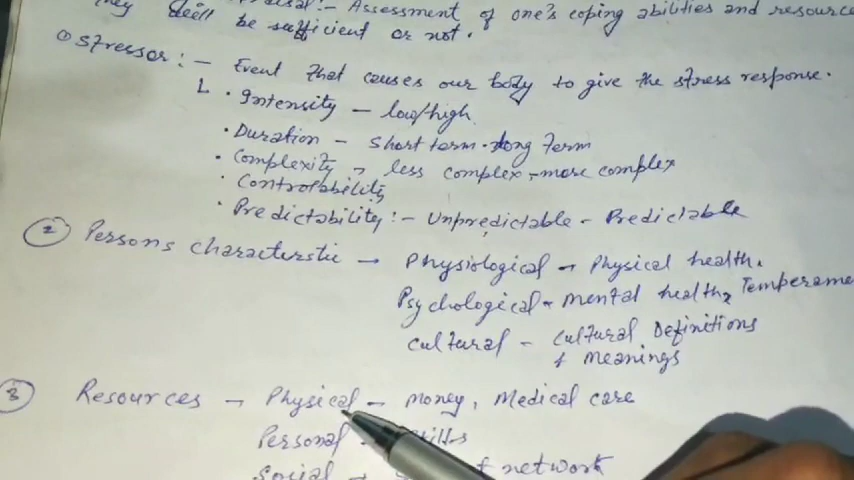 They :- Assessment of one's coping abilities and resource
be sufficient or not.
① Stressor :- Event that causes our body to give the stress response.
• Intensity - low/high
• Duration - Short term - long Term
• Complexity → less complex - more complex
• Controlability
• Predictability :- Unpredictable - Predictable
② Persons characterstic → Physiological → Physical health.
Psychological - mental health, Temperame
Cultural - Cultural Definitions
& meanings
③ Resources → Physical - money, Medical care
Personal
Social → network